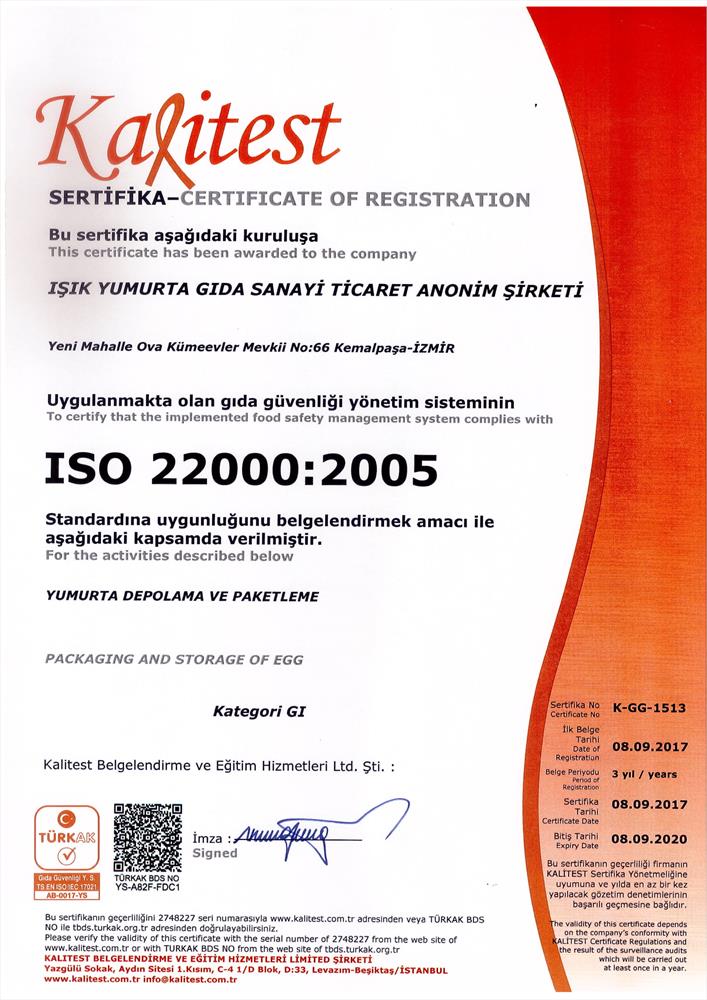 Kalitest
SERTİFİKA–CERTIFICATE OF REGISTRATION
Bu sertifika aşağıdaki kuruluşa
This certificate has been awarded to the company
IŞIK YUMURTA GIDA SANAYİ TİCARET ANONİM ŞİRKETİ
Yeni Mahalle Ova Kümeevler Mevkii No:66 Kemalpaşa-İZMİR
Uygulanmakta olan gıda güvenliği yönetim sisteminin
To certify that the implemented food safety management system complies with
ISO 22000:2005
Standardına uygunluğunu belgelendirmek amacı ile
aşağıdaki kapsamda verilmiştir.
For the activities described below
YUMURTA DEPOLAMA VE PAKETLEME
PACKAGING AND STORAGE OF EGG
Kategori GI
Kalitest Belgelendirme ve Eğitim Hizmetleri Ltd. Şti. :
İmza :
Signed
TÜRKAK
Gıda Güvenliği Y. S.
TS EN ISO IEC 17021
AB-0017-YS
TÜRKAK BDS NO
YS-A82F-FDC1
Sertifika No
Certificate No
K-GG-1513
İlk Belge
Tarihi
Date of
Registration
08.09.2017
Belge Periyodu
Period of
Registration
3 yıl / years
Sertifika
Tarihi
Certificate Date
08.09.2017
Bitiş Tarihi
Expiry Date
08.09.2020
Bu sertifikanın geçerliliği firmanın
KALİTEST Sertifika Yönetmeliğine
uyumuna ve yılda en az bir kez
yapılacak gözetim denetimlerinin
başarılı geçmesine bağlıdır.
The validity of this certificate depends
on the company's conformity with
KALİTEST Certificate Regulations and
the result of the surveillance audits
which will be carried out
at least once in a year.
Bu sertifikanın geçerliliğini 2748227 seri numarasıyla www.kalitest.com.tr adresinden veya TÜRKAK BDS
NO ile tbds.turkak.org.tr adresinden doğrulayabilirsiniz.
Please verify the validity of this certificate with the serial number of 2748227 from the web site of
www.kalitest.com.tr or with TURKAK BDS NO from the web site of tbds.turkak.org.tr
KALITEST BELGELENDİRME VE EĞİTİM HİZMETLERİ LİMİTED ŞİRKETİ
Yazgülü Sokak, Aydın Sitesi 1.Kısım, C-4 1/D Blok, D:33, Levazım-Beşiktaş/İSTANBUL
www.kalitest.com.tr info@kalitest.com.tr